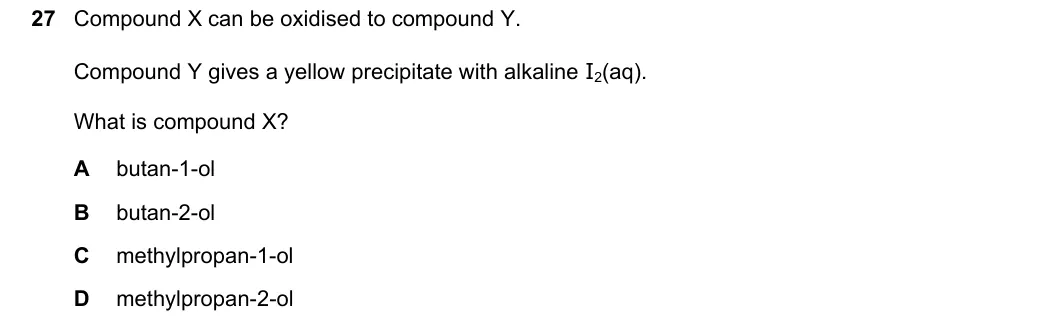 27 Compound X can be oxidised to compound Y.
Compound Y gives a yellow precipitate with alkaline I₂(aq).
What is compound X?
A butan-1-ol
B butan-2-ol
C methylpropan-1-ol
D methylpropan-2-ol